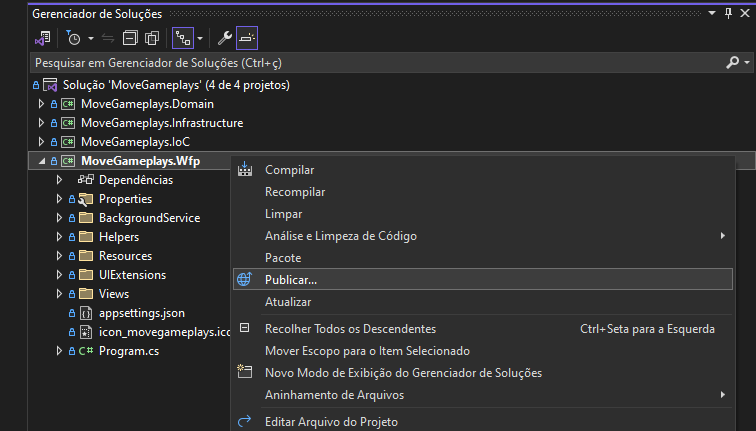 Gerenciador de Soluções
Pesquisar em Gerenciador de Soluções (Ctrl+ç)
Solução 'MoveGameplays' (4 de 4 projetos)
C# MoveGameplays.Domain
C# MoveGameplays.Infrastructure
C# MoveGameplays.IoC
C# MoveGameplays.Wfp
Dependências
Properties
BackgroundService
Helpers
Resources
UIExtensions
Views
appsettings.json
icon_movegameplays.ico
C# Program.cs
Compilar
Recompilar
Limpar
Análise e Limpeza de Código
Pacote
Publicar...
Atualizar
Recolher Todos os Descendentes Ctrl+Seta para a Esquerda
Mover Escopo para o Item Selecionado
Novo Modo de Exibição do Gerenciador de Soluções
Aninhamento de Arquivos
Editar Arquivo do Projeto